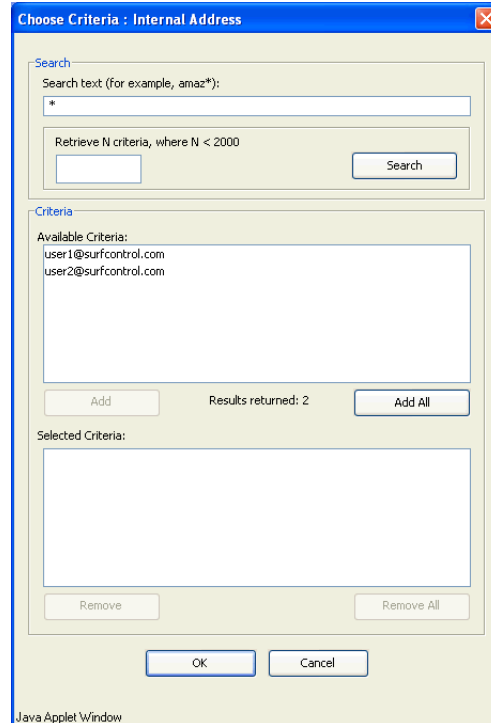 Choose Criteria : Internal Address
Search
Search text (for example, amaz*):
*
Retrieve N criteria, where N < 2000
Search
Criteria
Available Criteria:
user1@surfcontrol.com
user2@surfcontrol.com
Add Results returned: 2 Add All
Selected Criteria:
Remove Remove All
OK Cancel
Java Applet Window